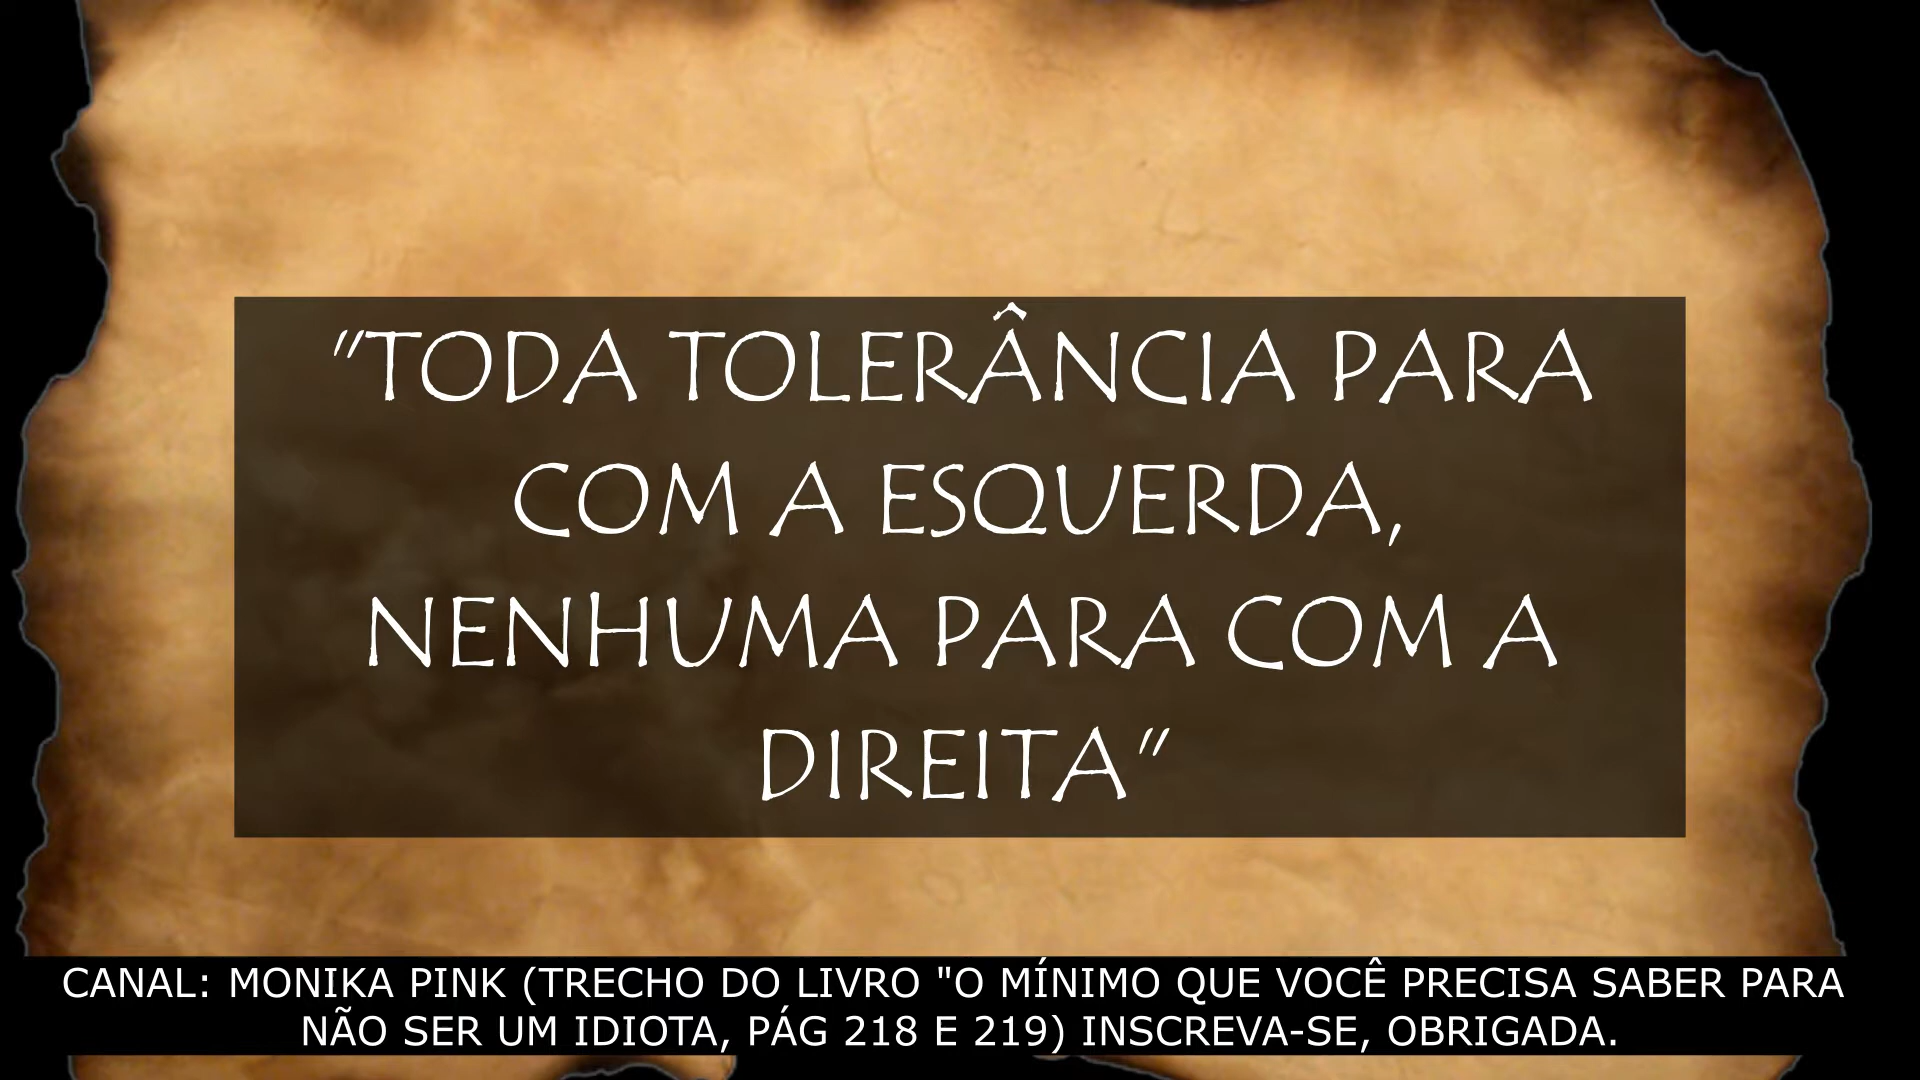 "TODA TOLERÂNCIA PARA
COM A ESQUERDA,
NENHUMA PARA COM A
DIREITA"
CANAL: MONIKA PINK (TRECHO DO LIVRO "O MÍNIMO QUE VOCÊ PRECISA SABER PARA
NÃO SER UM IDIOTA, PÁG 218 E 219) INSCREVA-SE, OBRIGADA.